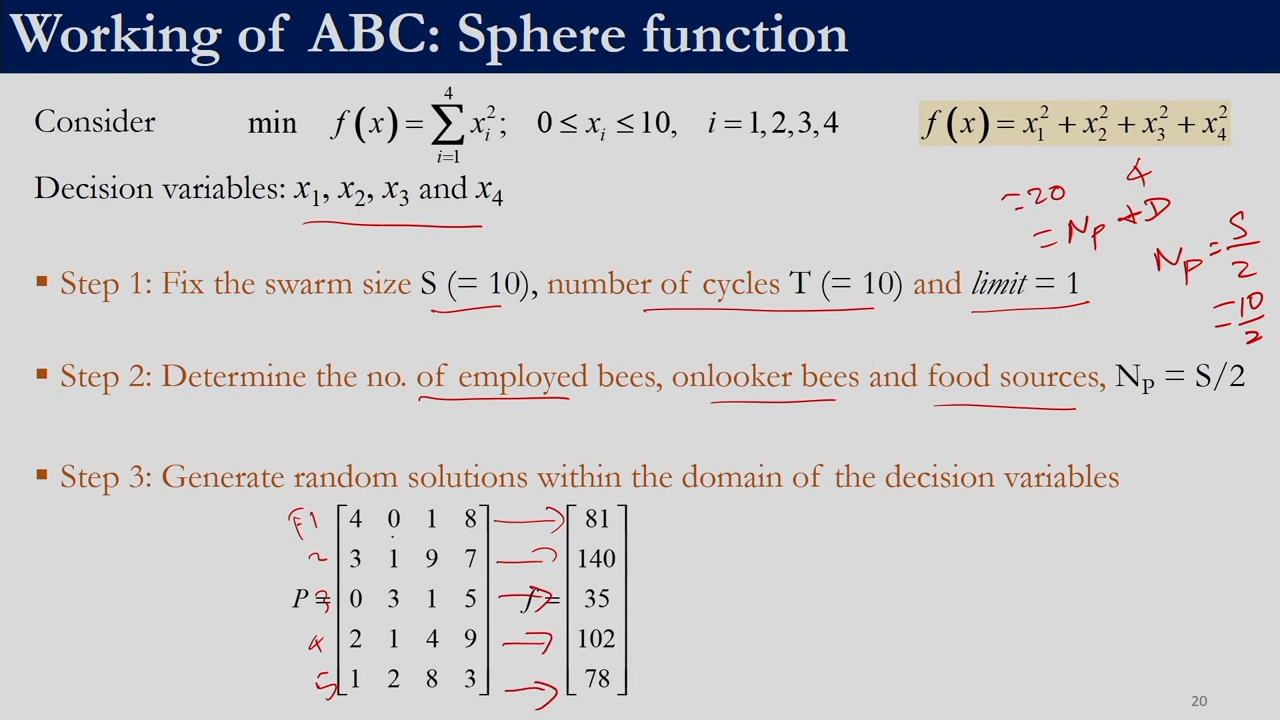 Working of ABC: Sphere function
Consider min f(x) = ∑_{i=1}^{4} x_i^2; 0 ≤ x_i ≤ 10, i = 1,2,3,4
f(x) = x_1^2 + x_2^2 + x_3^2 + x_4^2
Decision variables: x_1, x_2, x_3 and x_4
4
= 20
= N_P * D
N_P = S/2
= 10/2
▪ Step 1: Fix the swarm size S (= 10), number of cycles T (= 10) and limit = 1
▪ Step 2: Determine the no. of employed bees, onlooker bees and food sources, N_P = S/2
▪ Step 3: Generate random solutions within the domain of the decision variables
F1 [4 0 1 8] → [81]
2 [3 1 9 7] → [140]
P = 3 [0 3 1 5] → f = [35]
4 [2 1 4 9] → [102]
5 [1 2 8 3] → [78]
20